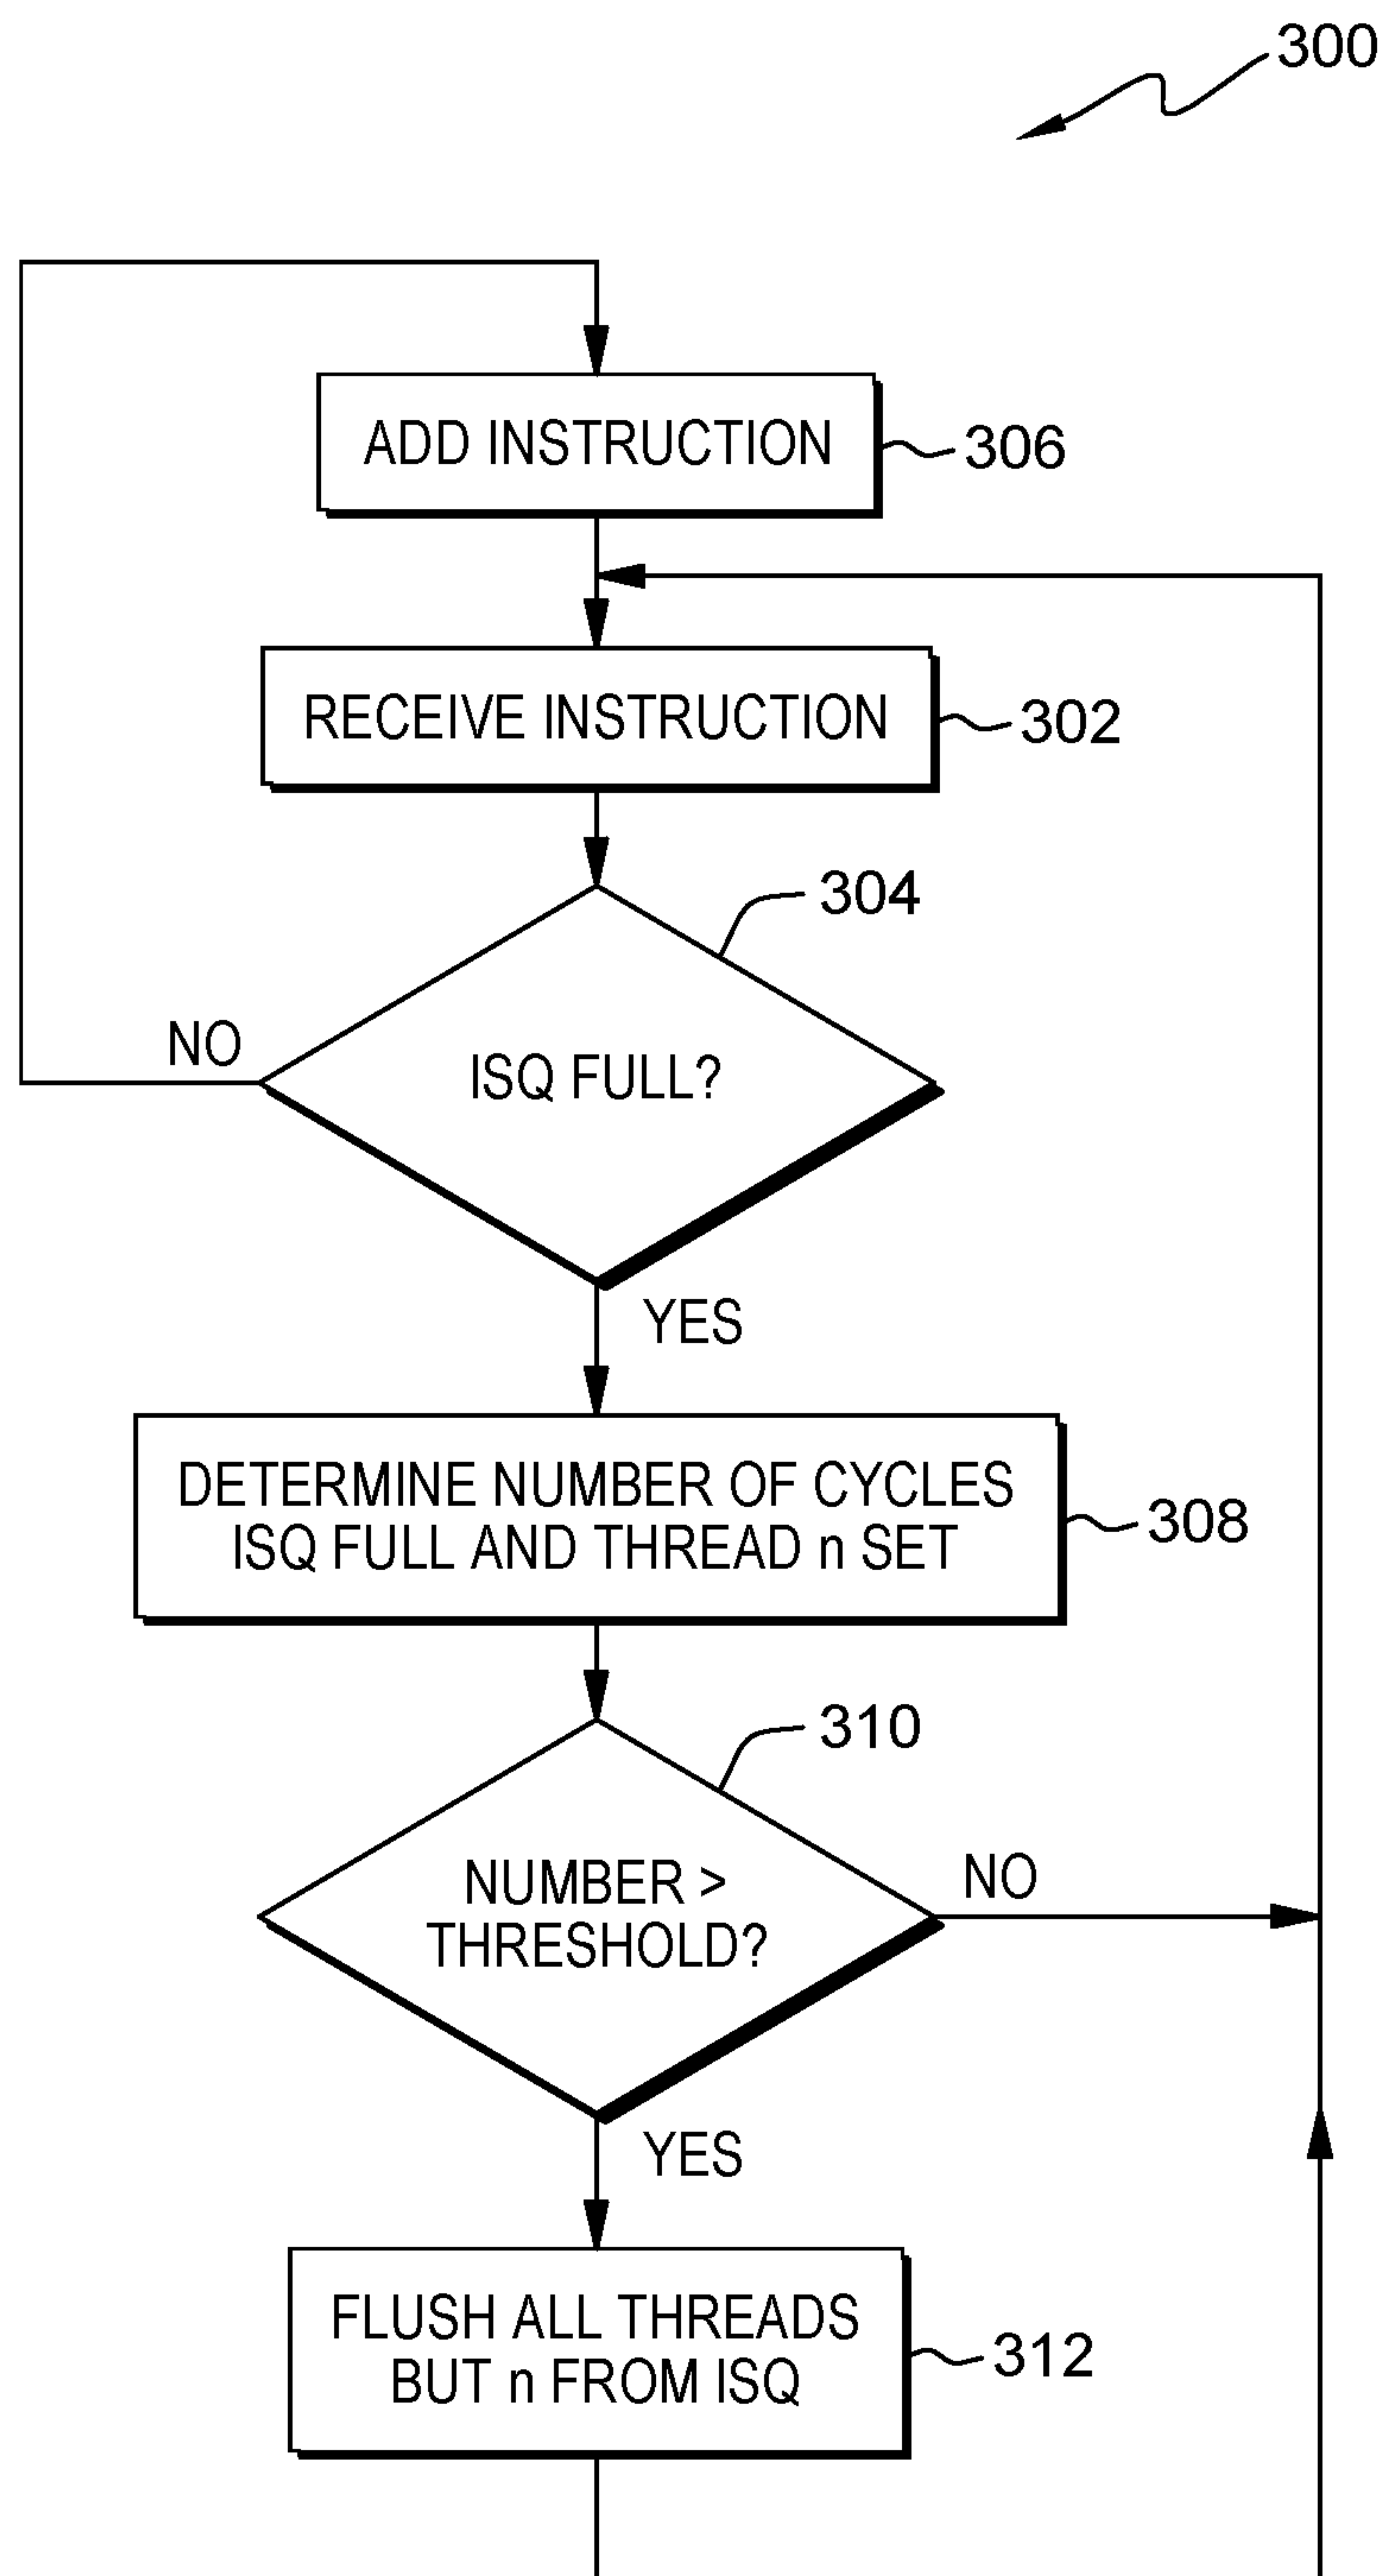 300
ADD INSTRUCTION
306
RECEIVE INSTRUCTION
302
304
ISQ FULL?
NO
YES
DETERMINE NUMBER OF CYCLES
ISQ FULL AND THREAD n SET
308
310
NUMBER >
THRESHOLD?
NO
YES
FLUSH ALL THREADS
BUT n FROM ISQ
312